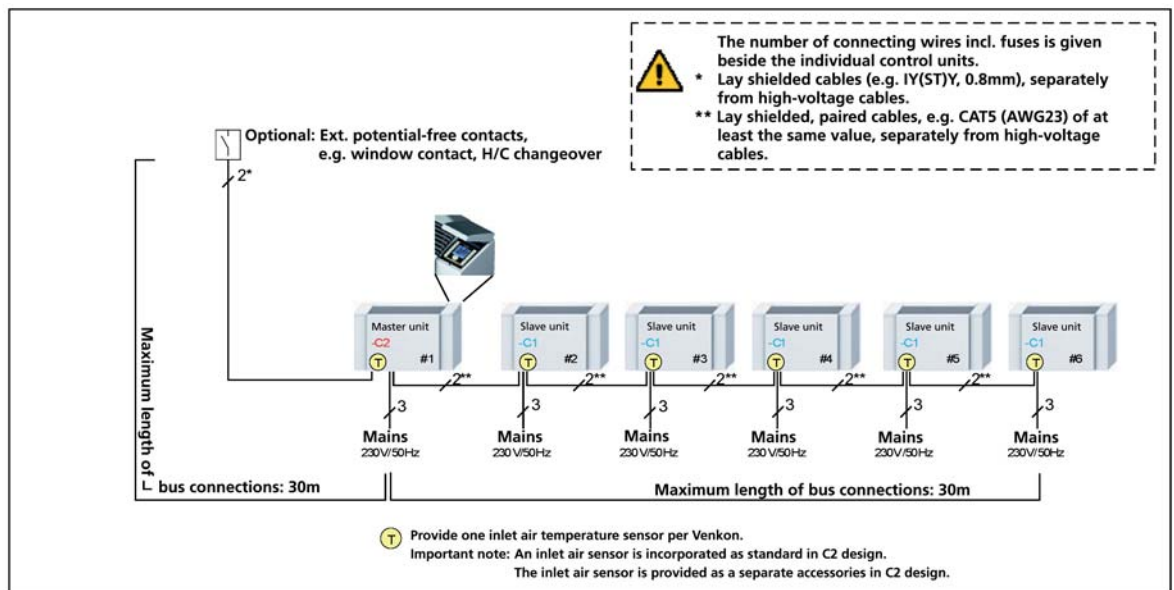 The number of connecting wires incl. fuses is given
beside the individual control units.
* Lay shielded cables (e.g. IY(ST)Y, 0.8mm), separately
from high-voltage cables.
** Lay shielded, paired cables, e.g. CAT5 (AWG23) of at
least the same value, separately from high-voltage
cables.
Optional: Ext. potential-free contacts,
e.g. window contact, H/C changeover
2*
Master unit
-C2
T #1
Slave unit
-C1
T #2
Slave unit
-C1
T #3
Slave unit
-C1
T #4
Slave unit
-C1
T #5
Slave unit
-C1
T #6
2** 2** 2** 2** 2**
3 3 3 3 3 3
Mains Mains Mains Mains Mains Mains
230V/50Hz 230V/50Hz 230V/50Hz 230V/50Hz 230V/50Hz 230V/50Hz
Maximum length of
bus connections: 30m
Maximum length of bus connections: 30m
T Provide one inlet air temperature sensor per Venkon.
Important note: An inlet air sensor is incorporated as standard in C2 design.
The inlet air sensor is provided as a separate accessories in C2 design.